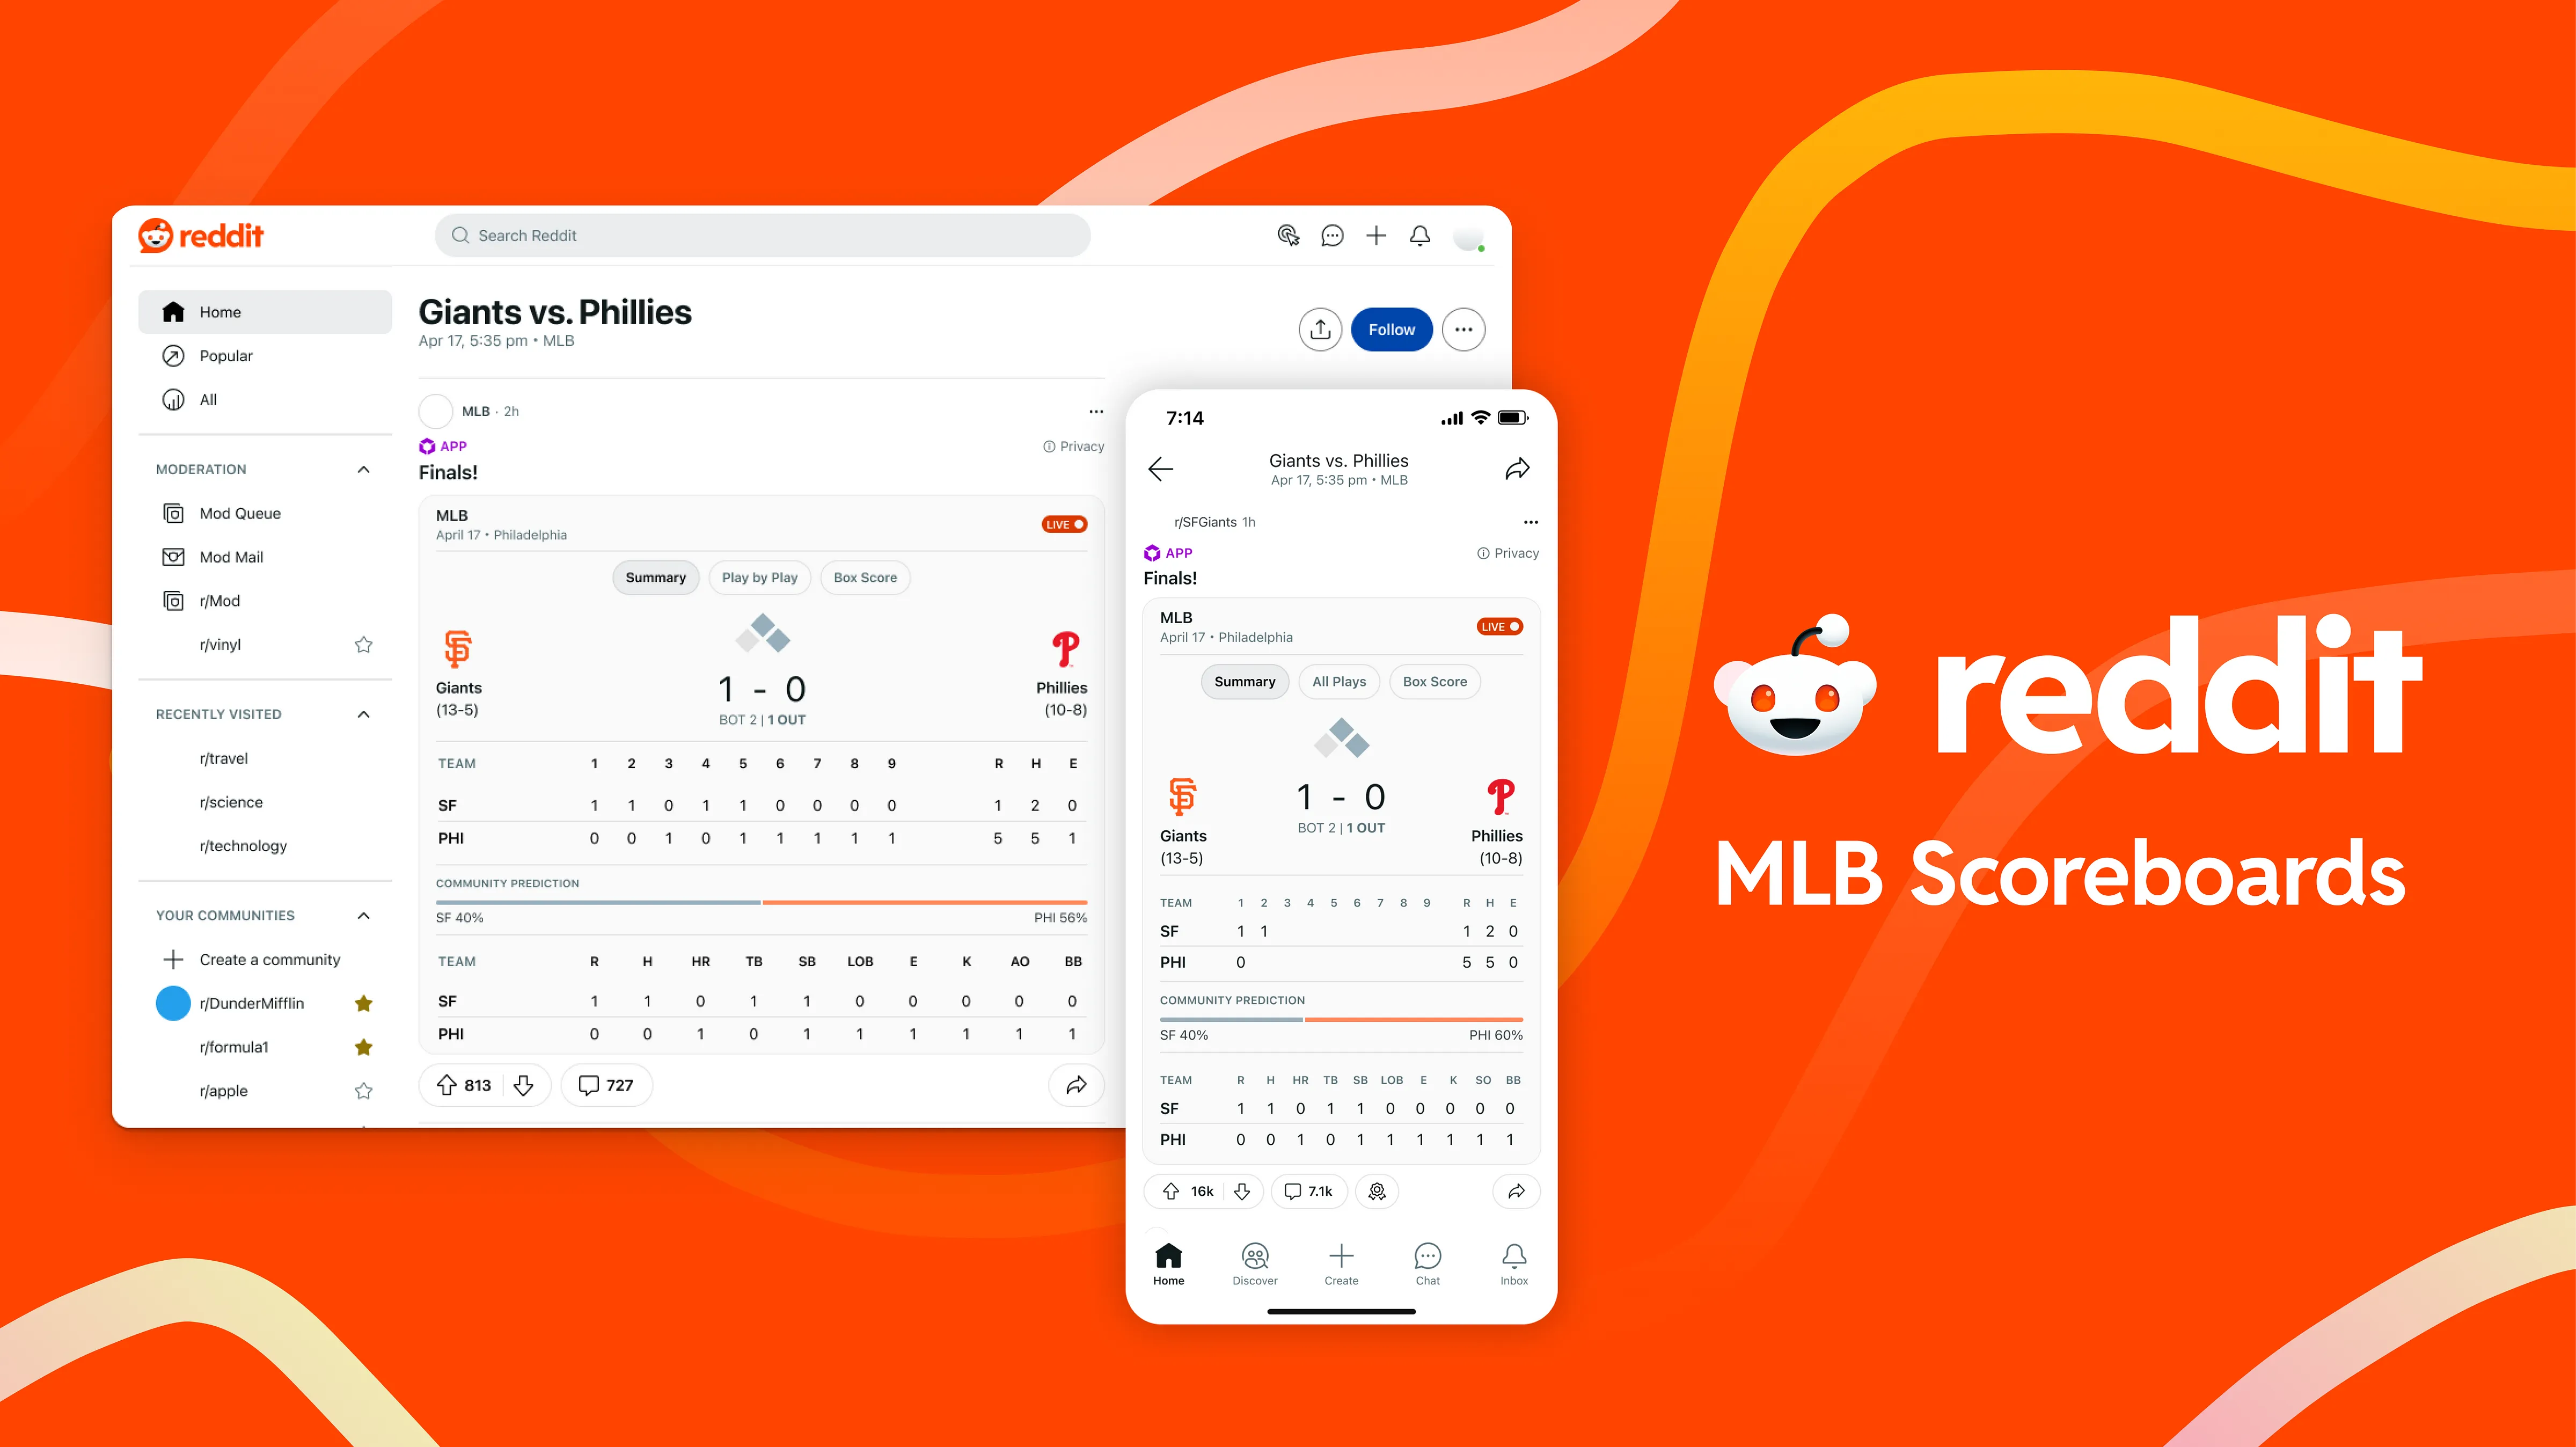 reddit
Search Reddit
Home
Popular
All
MODERATION
Mod Queue
Mod Mail
r/Mod
r/vinyl
RECENTLY VISITED
r/travel
r/science
r/technology
YOUR COMMUNITIES
Create a community
r/DunderMifflin
r/formula1
r/apple
Giants vs. Phillies
Apr 17, 5:35 pm • MLB
Follow
MLB · 2h
APP
Privacy
Finals!
MLB
April 17 • Philadelphia
LIVE
Summary Play by Play Box Score
Giants
(13-5)
1 - 0
BOT 2 | 1 OUT
Phillies
(10-8)
TEAM 1 2 3 4 5 6 7 8 9 R H E
SF 1 1 0 1 1 0 0 0 0 1 2 0
PHI 0 0 1 0 1 1 1 1 1 5 5 1
COMMUNITY PREDICTION
SF 40% PHI 56%
TEAM R H HR TB SB LOB E K AO BB
SF 1 1 0 1 1 0 0 0 0 0
PHI 0 0 1 0 1 1 1 1 1 1
813 727
7:14
Giants vs. Phillies
Apr 17, 5:35 pm • MLB
r/SFGiants 1h
APP
Privacy
Finals!
MLB
April 17 • Philadelphia
LIVE
Summary All Plays Box Score
Giants
(13-5)
1 - 0
BOT 2 | 1 OUT
Phillies
(10-8)
TEAM 1 2 3 4 5 6 7 8 9 R H E
SF 1 1 1 2 0
PHI 0 5 5 0
COMMUNITY PREDICTION
SF 40% PHI 60%
TEAM R H HR TB SB LOB E K SO BB
SF 1 1 0 1 1 0 0 0 0 0
PHI 0 0 1 0 1 1 1 1 1 1
16k 7.1k
Home Discover Create Chat Inbox
reddit
MLB Scoreboards